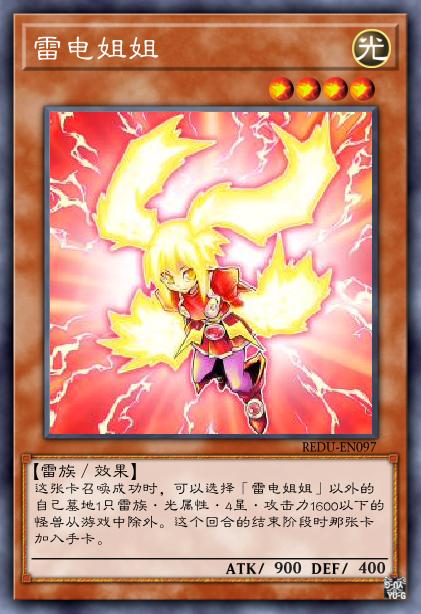 雷电姐姐
光
REDU-EN097
【雷族／效果】
这张卡召唤成功时，可以选择「雷电姐姐」以外的
自己墓地1只雷族·光属性·4星·攻击力1600以下的
怪兽从游戏中除外。这个回合的结束阶段时那张卡
加入手卡。
ATK/ 900 DEF/ 400